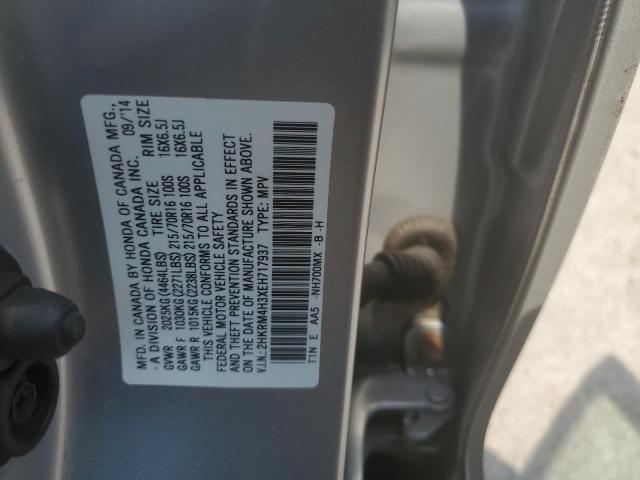 MFD. IN CANADA BY HONDA OF CANADA MFG.,
- A DIVISION OF HONDA CANADA INC. 09/'14
GVWR 2025KG(4464LBS) TIRE SIZE RIM SIZE
GAWR F 1030KG(2271LBS)215/70R16 100S 16X6.5J
GAWR R 1015KG(2238LBS)215/70R16 100S 16X6.5J
THIS VEHICLE CONFORMS TO ALL APPLICABLE
FEDERAL MOTOR VEHICLE SAFETY
AND THEFT PREVENTION STANDARDS IN EFFECT
ON THE DATE OF MANUFACTURE SHOWN ABOVE.
V.I.N.:2HKRM4H3XEH717937 TYPE: MPV
T1N E AA5 -NH700MX -B -H